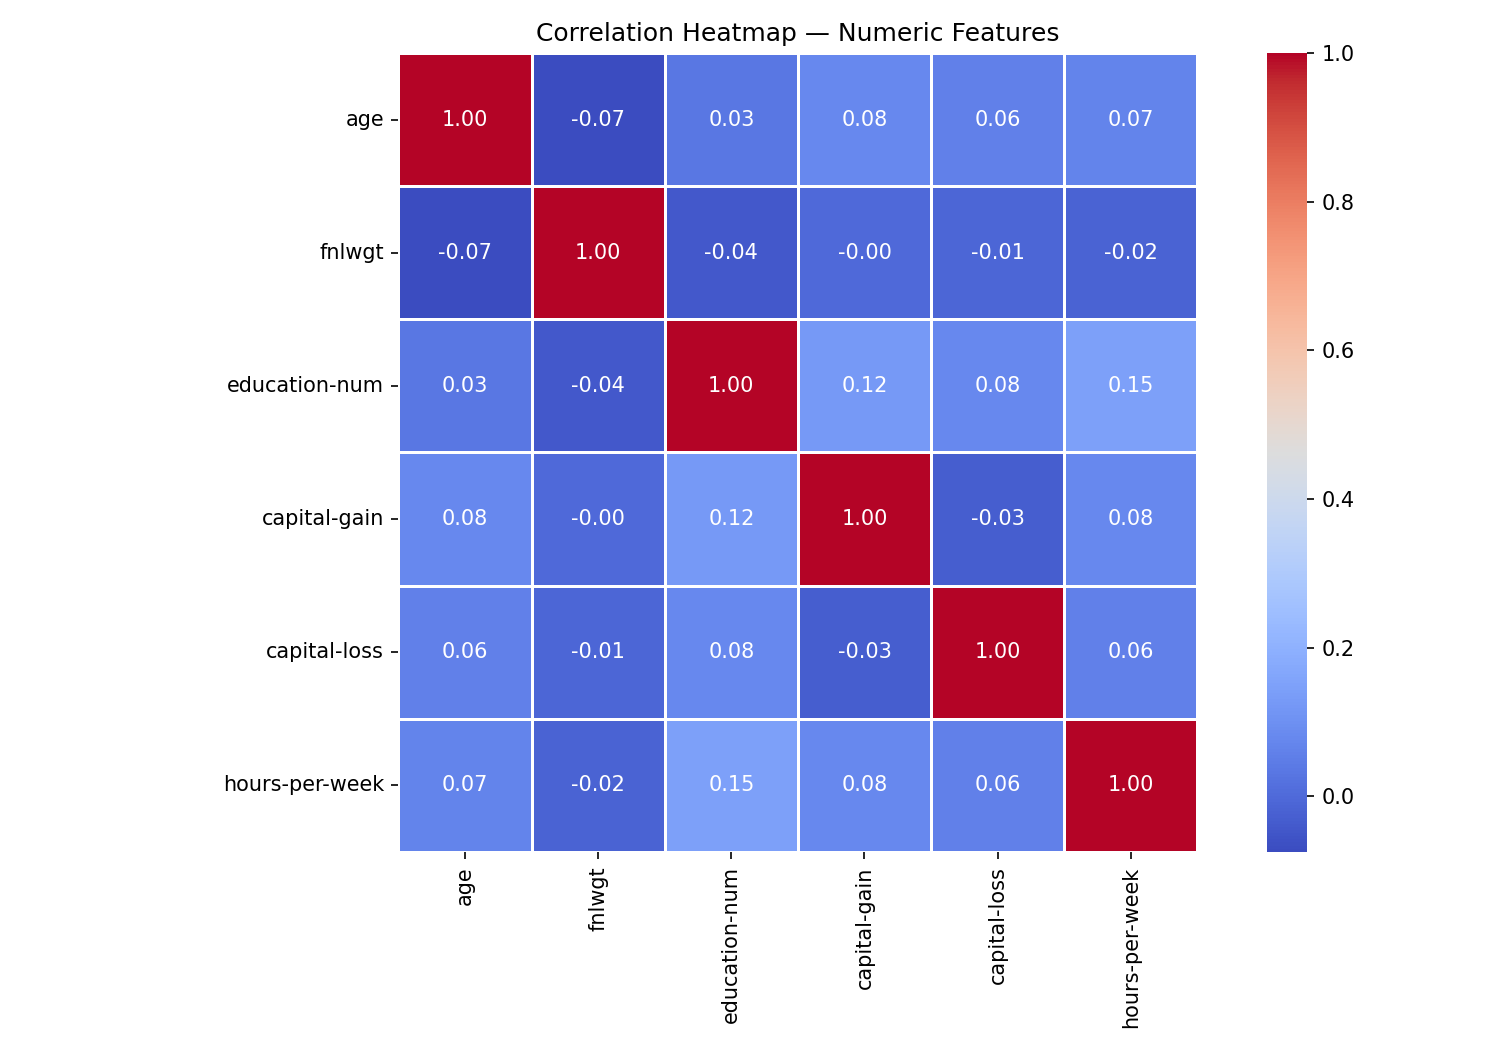 Correlation Heatmap — Numeric Features
age 1.00 -0.07 0.03 0.08 0.06 0.07
fnlwgt -0.07 1.00 -0.04 -0.00 -0.01 -0.02
education-num 0.03 -0.04 1.00 0.12 0.08 0.15
capital-gain 0.08 -0.00 0.12 1.00 -0.03 0.08
capital-loss 0.06 -0.01 0.08 -0.03 1.00 0.06
hours-per-week 0.07 -0.02 0.15 0.08 0.06 1.00
age
fnlwgt
education-num
capital-gain
capital-loss
hours-per-week
1.0
0.8
0.6
0.4
0.2
0.0